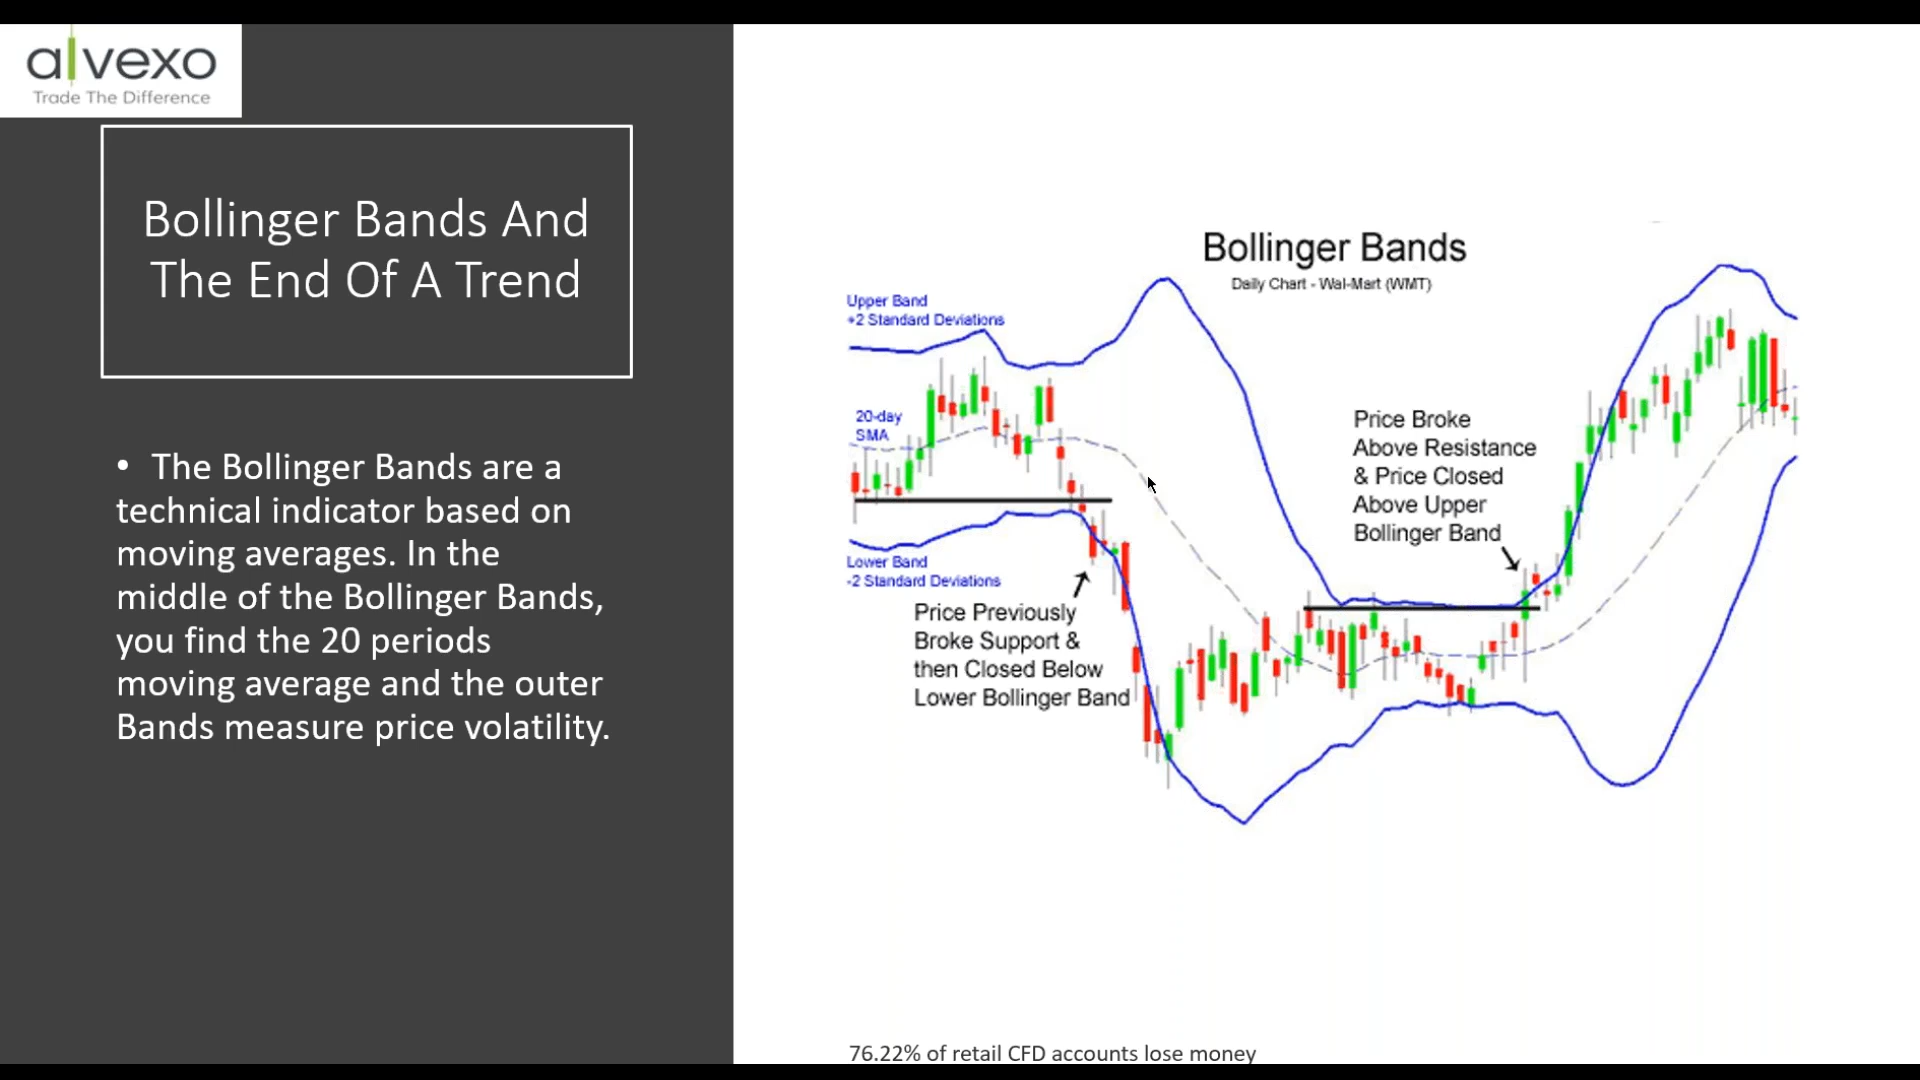 alvexo
Trade The Difference
Bollinger Bands And
The End Of A Trend
• The Bollinger Bands are a
technical indicator based on
moving averages. In the
middle of the Bollinger Bands,
you find the 20 periods
moving average and the outer
Bands measure price volatility.
Bollinger Bands
Daily Chart - Wal-Mart (WMT)
Upper Band
+2 Standard Deviations
20-day
SMA
Lower Band
-2 Standard Deviations
Price Previously
Broke Support &
then Closed Below
Lower Bollinger Band
Price Broke
Above Resistance
& Price Closed
Above Upper
Bollinger Band
76.22% of retail CFD accounts lose money